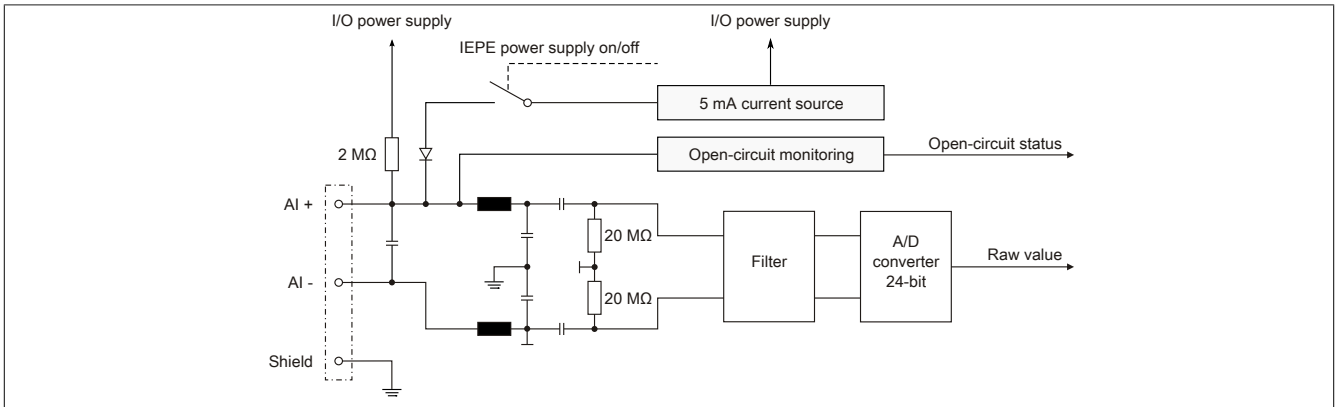 I/O power supply
I/O power supply
IEPE power supply on/off
5 mA current source
2 MΩ
Open-circuit monitoring
Open-circuit status
AI +
20 MΩ
Filter
A/D
converter
24-bit
Raw value
AI -
20 MΩ
Shield